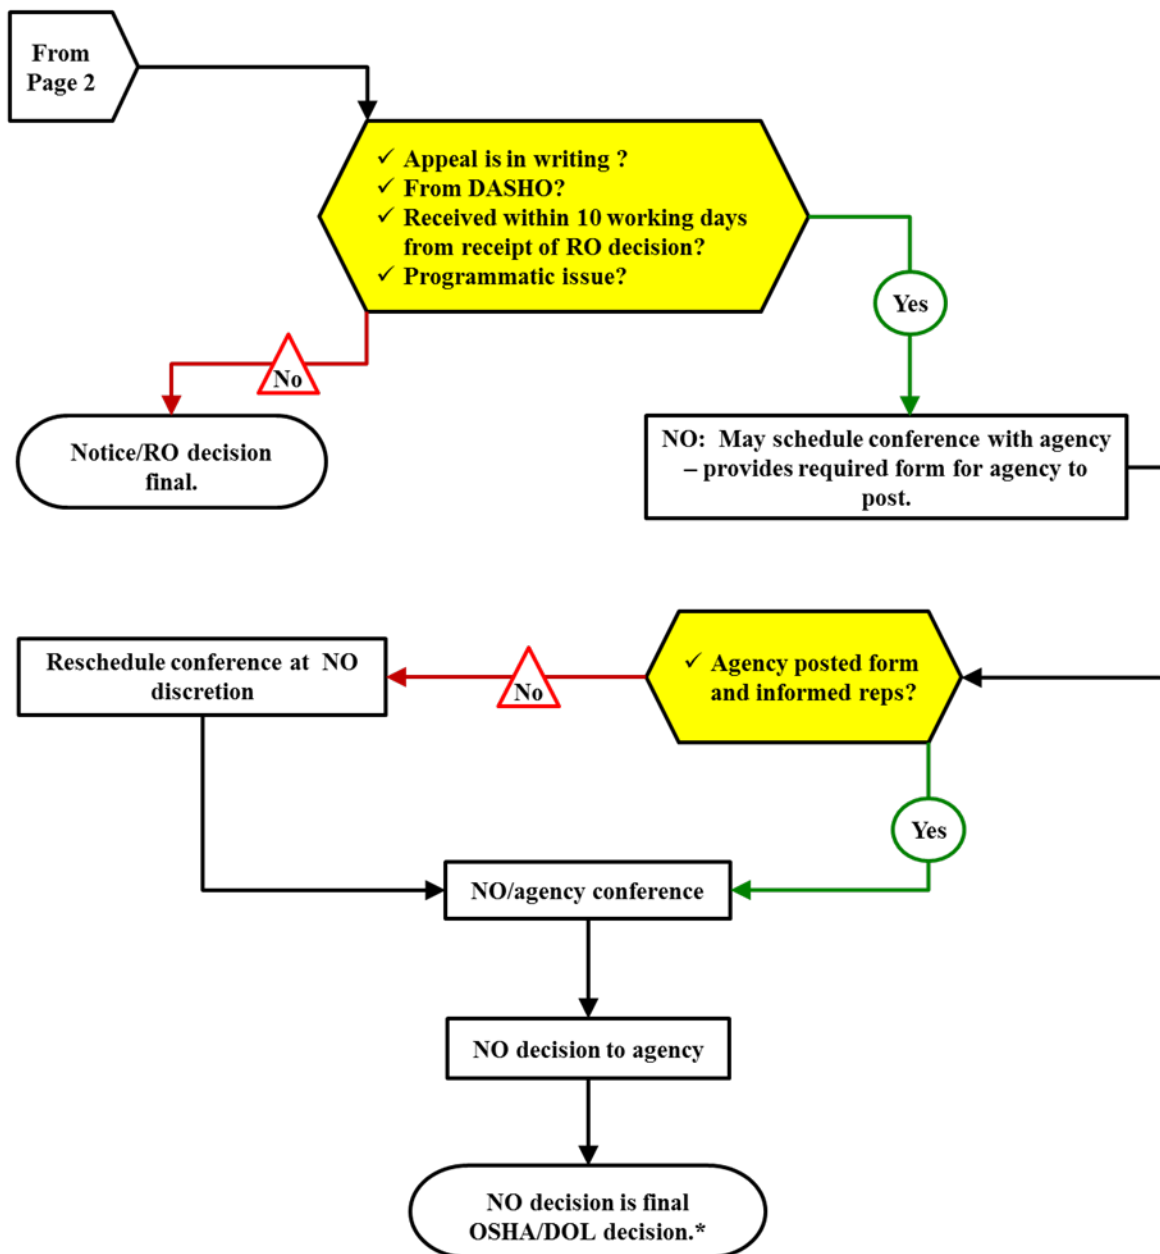 From
Page 2
✓ Appeal is in writing ?
✓ From DASHO?
✓ Received within 10 working days
from receipt of RO decision?
✓ Programmatic issue?
Yes
No
Notice/RO decision
final.
NO: May schedule conference with agency
– provides required form for agency to
post.
✓ Agency posted form
and informed reps?
No
Reschedule conference at NO
discretion
Yes
NO/agency conference
NO decision to agency
NO decision is final
OSHA/DOL decision.*